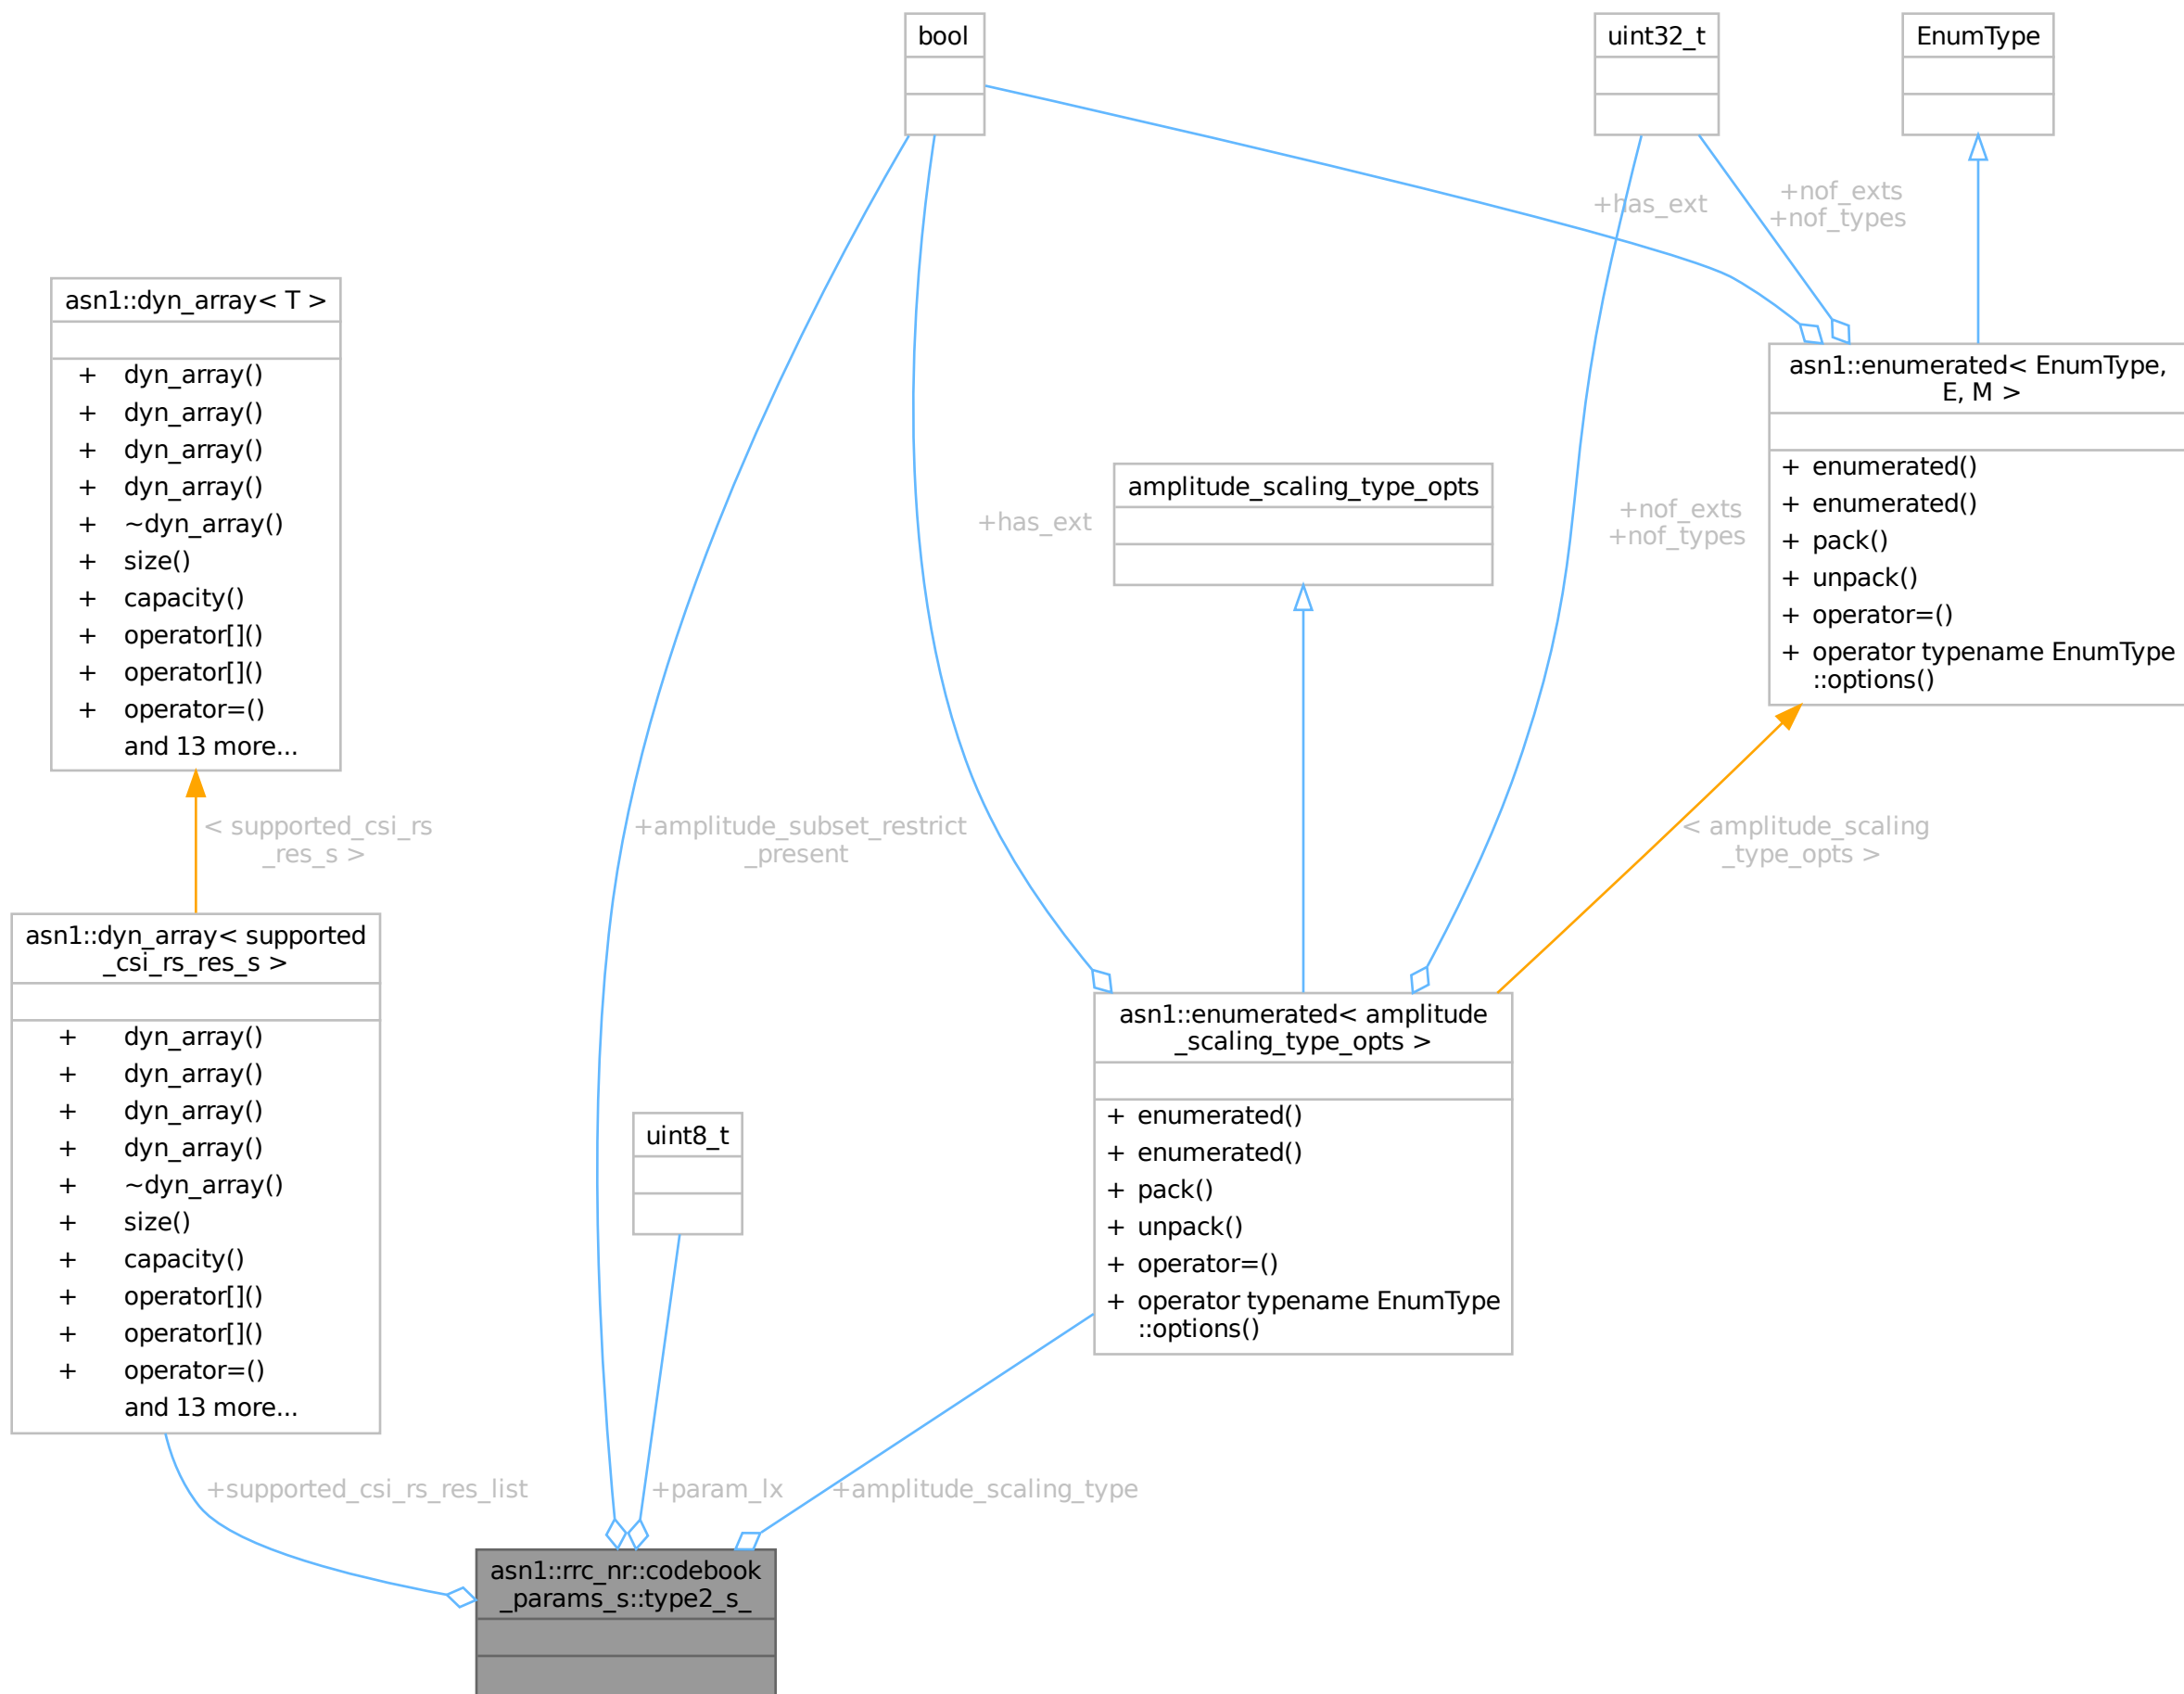 bool
uint32_t
EnumType
+has_ext
+nof_exts
+nof_types
asn1::dyn_array< T >
+ dyn_array()
+ dyn_array()
+ dyn_array()
+ dyn_array()
+ ~dyn_array()
+ size()
+ capacity()
+ operator[]()
+ operator[]()
+ operator=()
and 13 more...
asn1::enumerated< EnumType,
E, M >
+ enumerated()
+ enumerated()
+ pack()
+ unpack()
+ operator=()
+ operator typename EnumType
::options()
amplitude_scaling_type_opts
+has_ext
+nof_exts
+nof_types
< supported_csi_rs
_res_s >
+amplitude_subset_restrict
_present
< amplitude_scaling
_type_opts >
asn1::dyn_array< supported
_csi_rs_res_s >
+ dyn_array()
+ dyn_array()
+ dyn_array()
+ dyn_array()
+ ~dyn_array()
+ size()
+ capacity()
+ operator[]()
+ operator[]()
+ operator=()
and 13 more...
uint8_t
asn1::enumerated< amplitude
_scaling_type_opts >
+ enumerated()
+ enumerated()
+ pack()
+ unpack()
+ operator=()
+ operator typename EnumType
::options()
+supported_csi_rs_res_list
+param_lx
+amplitude_scaling_type
asn1::rrc_nr::codebook
_params_s::type2_s_